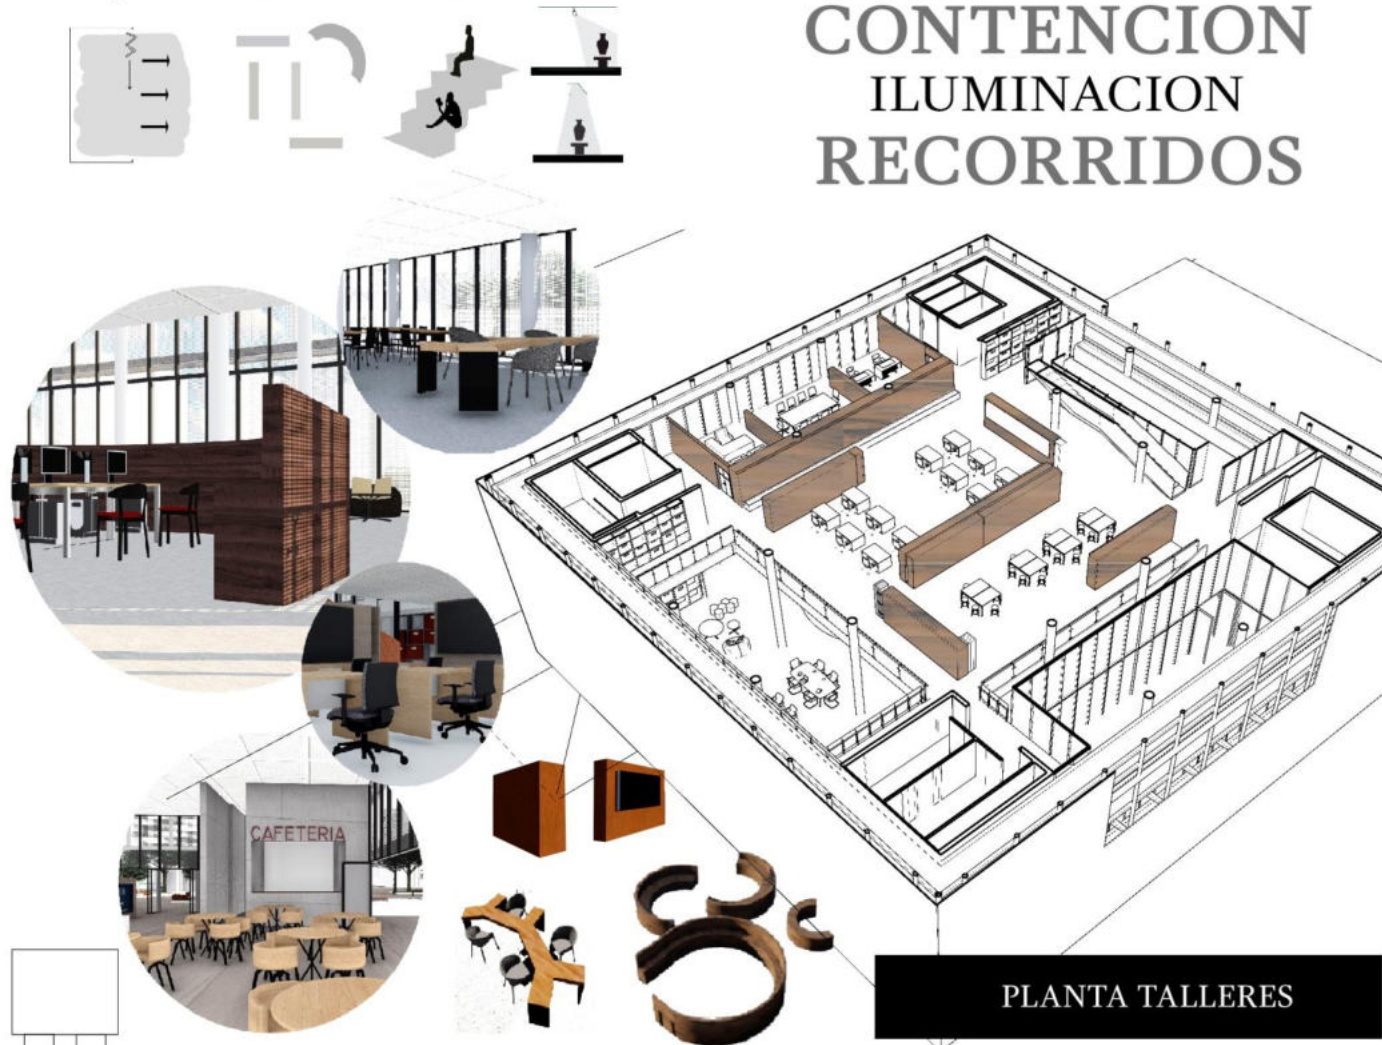 CONTENCION
ILUMINACION
RECORRIDOS
CAFETERIA
PLANTA TALLERES